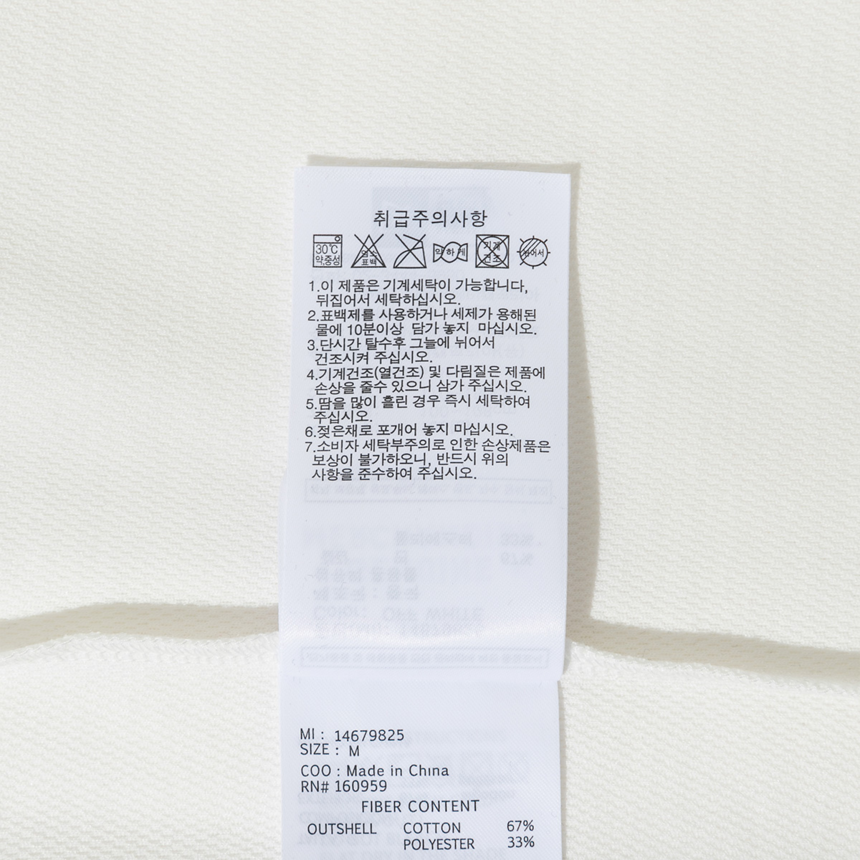 취급주의사항
30℃ 약중성 염소 표백 약하게 기계 건조 뉘어서
1.이 제품은 기계세탁이 가능합니다,
뒤집어서 세탁하십시오.
2.표백제를 사용하거나 세제가 용해된
물에 10분이상 담가 놓지 마십시오.
3.단시간 탈수후 그늘에 뉘어서
건조시켜 주십시오.
4.기계건조(열건조) 및 다림질은 제품에
손상을 줄수 있으니 삼가 주십시오.
5.땀을 많이 흘린 경우 즉시 세탁하여
주십시오.
6.젖은채로 포개어 놓지 마십시오.
7.소비자 세탁부주의로 인한 손상제품은
보상이 불가하오니, 반드시 위의
사항을 준수하여 주십시오.
MI : 14679825
SIZE : M
COO : Made in China
RN# 160959
FIBER CONTENT
OUTSHELL COTTON 67%
POLYESTER 33%